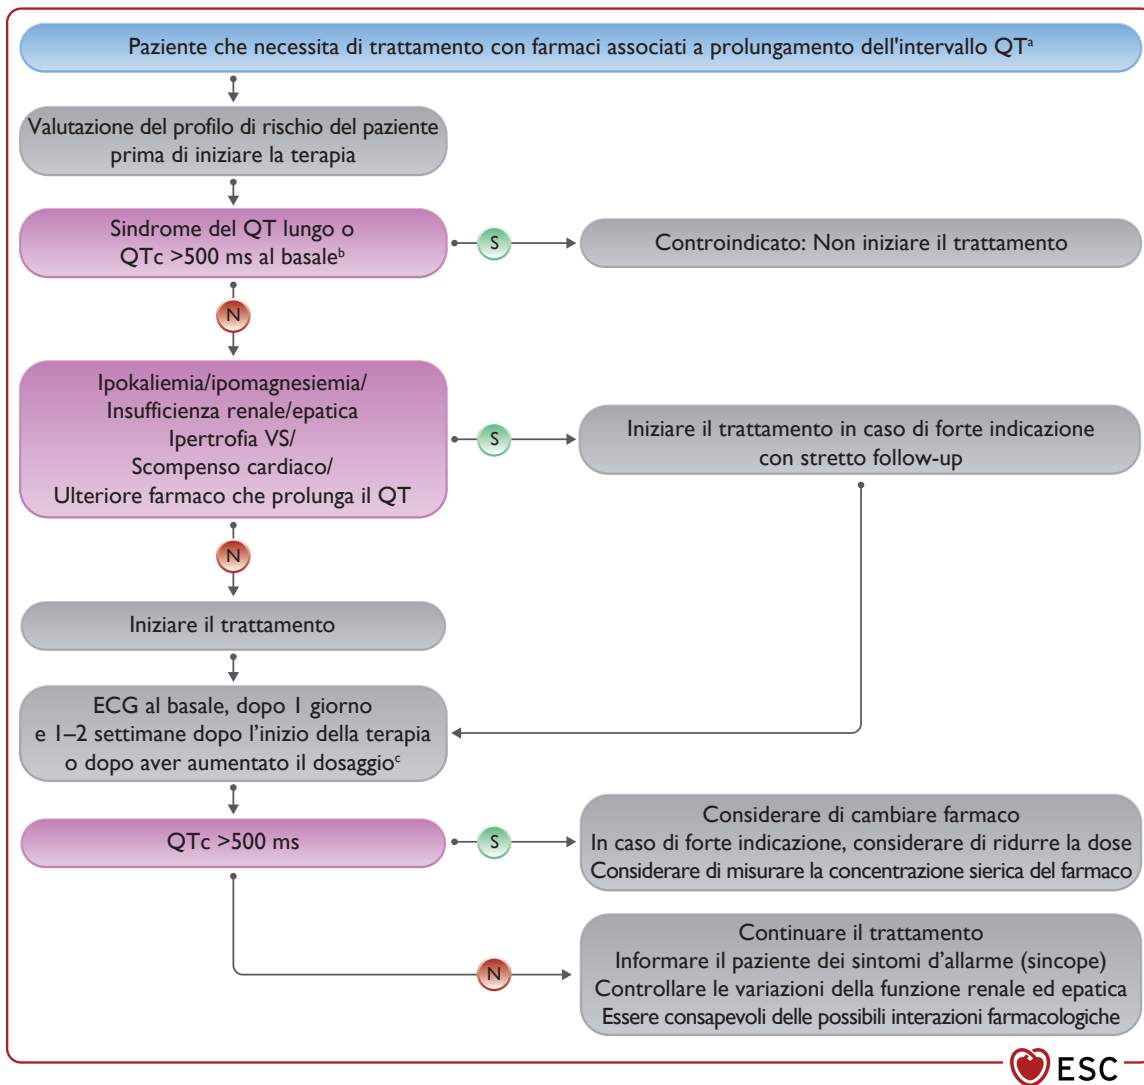 Paziente che necessita di trattamento con farmaci associati a prolungamento dell'intervallo QTᵃ
Valutazione del profilo di rischio del paziente
prima di iniziare la terapia
Sindrome del QT lungo o
QTc >500 ms al basaleᵇ
S
Controindicato: Non iniziare il trattamento
N
Ipokaliemia/ipomagnesiemia/
Insufficienza renale/epatica
Ipertrofia VS/
Scompenso cardiaco/
Ulteriore farmaco che prolunga il QT
S
Iniziare il trattamento in caso di forte indicazione
con stretto follow-up
N
Iniziare il trattamento
ECG al basale, dopo 1 giorno
e 1–2 settimane dopo l’inizio della terapia
o dopo aver aumentato il dosaggioᶜ
QTc >500 ms
S
Considerare di cambiare farmaco
In caso di forte indicazione, considerare di ridurre la dose
Considerare di misurare la concentrazione sierica del farmaco
N
Continuare il trattamento
Informare il paziente dei sintomi d’allarme (sincope)
Controllare le variazioni della funzione renale ed epatica
Essere consapevoli delle possibili interazioni farmacologiche
ESC